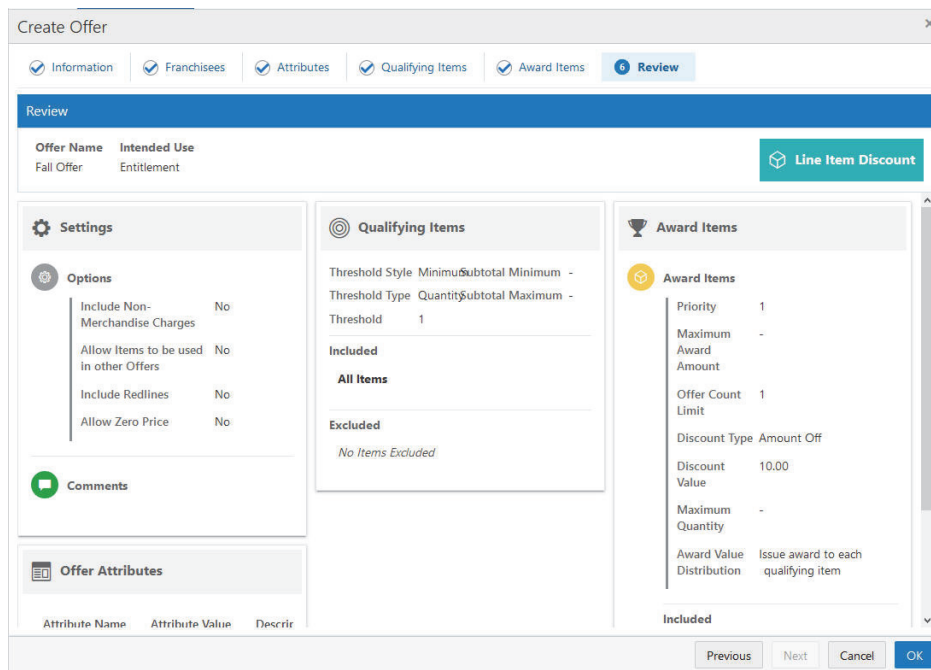 Create Offer
Information
Franchisees
Attributes
Qualifying Items
Award Items
6 Review
Review
Offer Name Intended Use
Fall Offer Entitlement
Line Item Discount
Settings
Options
Include Non-
Merchandise Charges No
Allow Items to be used No
in other Offers
Include Redlines No
Allow Zero Price No
Comments
Offer Attributes
Attribute Name Attribute Value Descrir
Qualifying Items
Threshold Style Minimum Subtotal Minimum -
Threshold Type Quantity Subtotal Maximum -
Threshold 1
Included
All Items
Excluded
No Items Excluded
Award Items
Award Items
Priority 1
Maximum -
Award
Amount
Offer Count 1
Limit
Discount Type Amount Off
Discount 10.00
Value
Maximum -
Quantity
Award Value Issue award to each
Distribution qualifying item
Included
Previous
Next
Cancel
OK